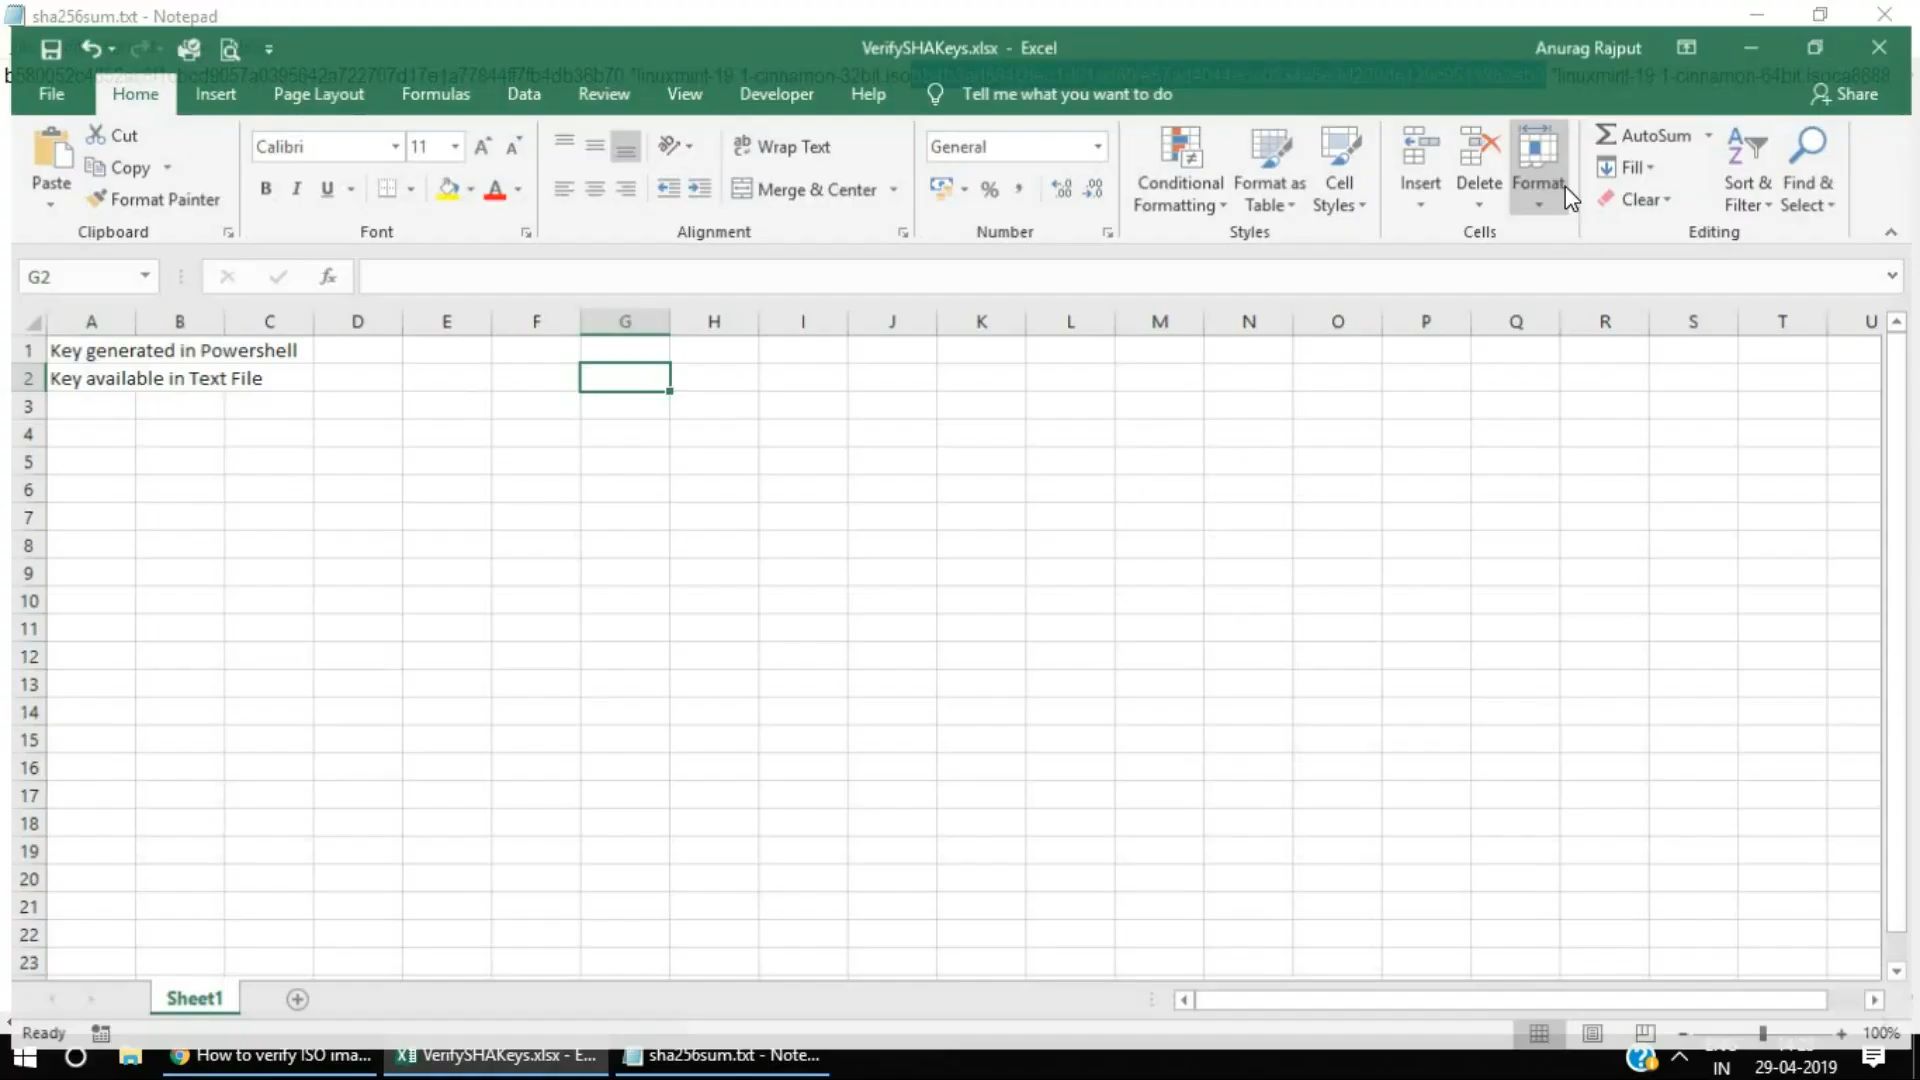 sha256sum.txt - Notepad
VerifySHAKeys.xlsx - Excel
Anurag Rajput
"linuxmint-19.1-cinnamon-32bit.iso
"linuxmint-19.1-cinnamon-64bit.isoca8688
File Home Insert Page Layout Formulas Data Review View Developer Help Tell me what you want to do Share
Cut
Copy
Format Painter
Paste
Clipboard
Calibri 11
B I U
Font
Wrap Text
Merge & Center
Alignment
General
%
Number
Conditional Formatting
Format as Table
Cell Styles
Styles
Insert Delete Format
Cells
AutoSum
Fill
Clear
Sort & Filter
Find & Select
Editing
G2
fx
A B C D E F G H I J K L M N O P Q R S T U
1 Key generated in Powershell
2 Key available in Text File
3
4
5
6
7
8
9
10
11
12
13
14
15
16
17
18
19
20
21
22
23
Sheet1
Ready
100%
How to verify ISO ima...
VerifySHAKeys.xlsx - E...
sha256sum.txt - Note...
IN
29-04-2019